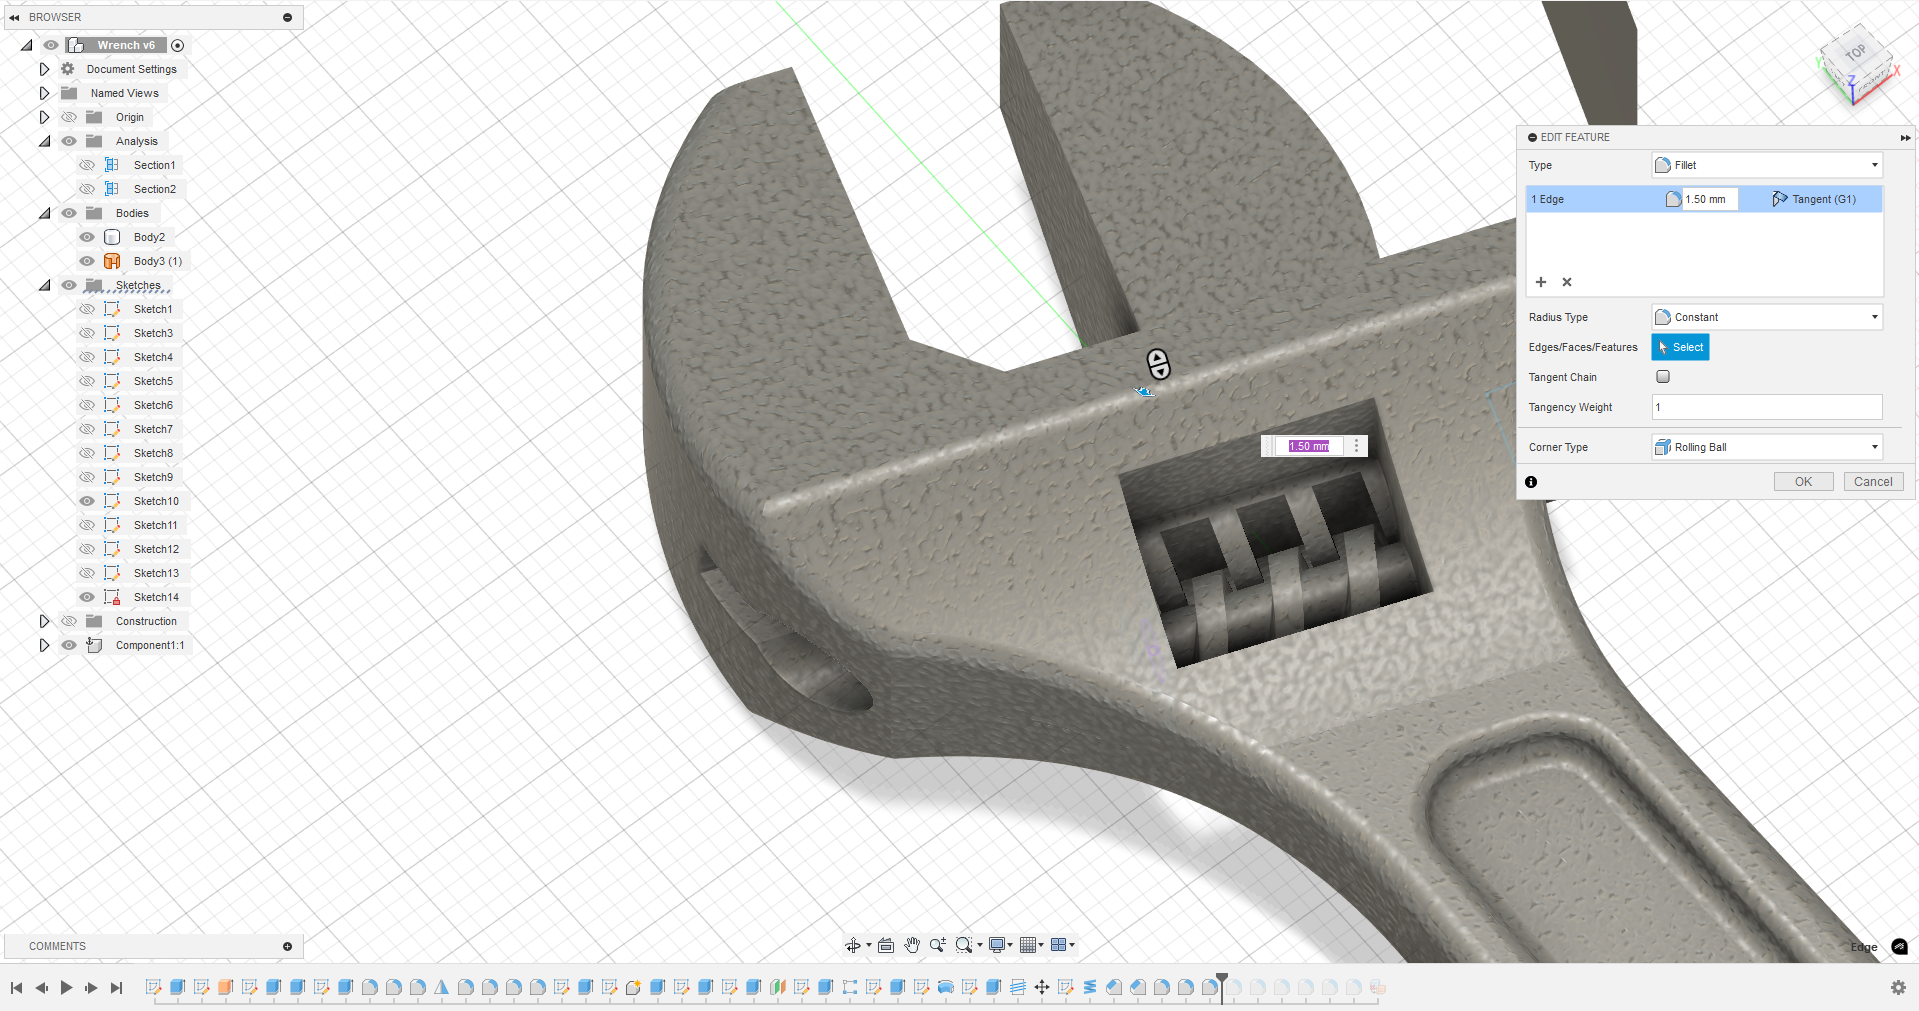 BROWSER
Wrench v6
Document Settings
Named Views
Origin
Analysis
Section1
Section2
Bodies
Body2
Body3 (1)
Sketches
Sketch1
Sketch3
Sketch4
Sketch5
Sketch6
Sketch7
Sketch8
Sketch9
Sketch10
Sketch11
Sketch12
Sketch13
Sketch14
Construction
Component1:1
COMMENTS
1.50 mm
TOP
FRONT
X
Y
Z
EDIT FEATURE
Type
Fillet
1 Edge
1.50 mm
Tangent (G1)
Radius Type
Constant
Edges/Faces/Features
Select
Tangent Chain
Tangency Weight
1
Corner Type
Rolling Ball
OK
Cancel
Edge